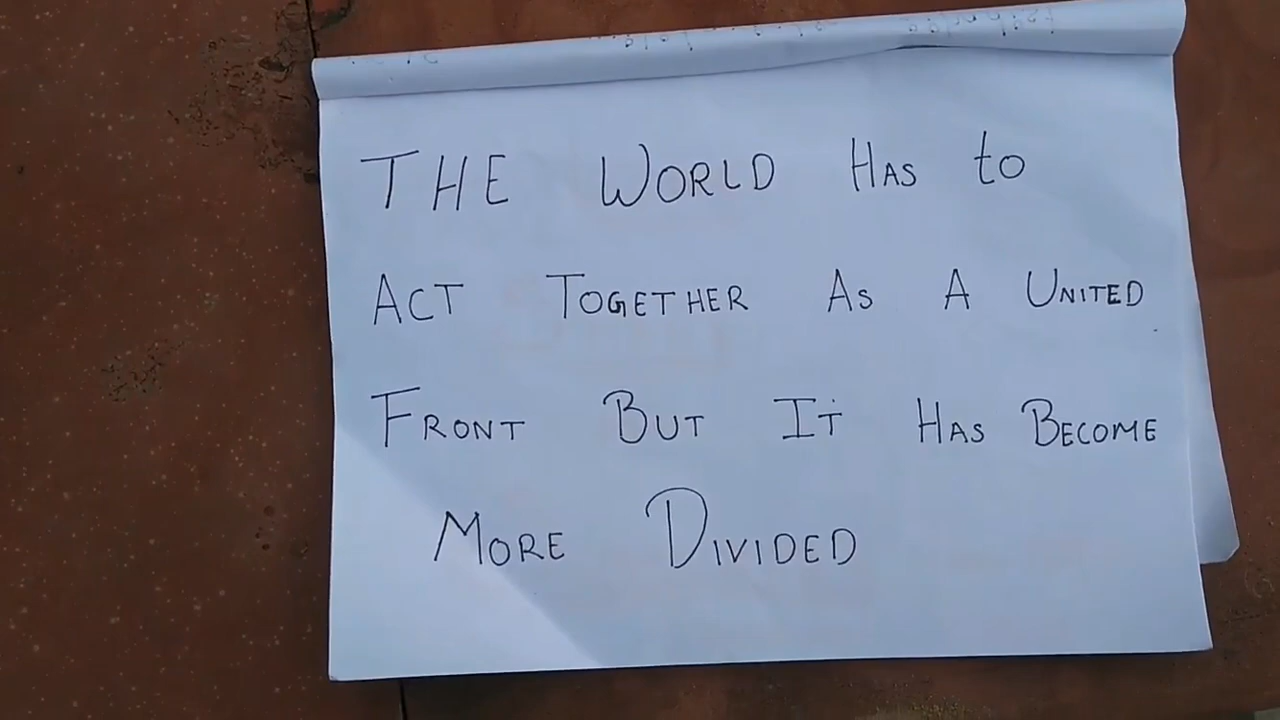 THE WORLD HAS to
ACT TOGETHER AS A UNITED
FRONT BUT IT HAS BECOME
MORE DIVIDED